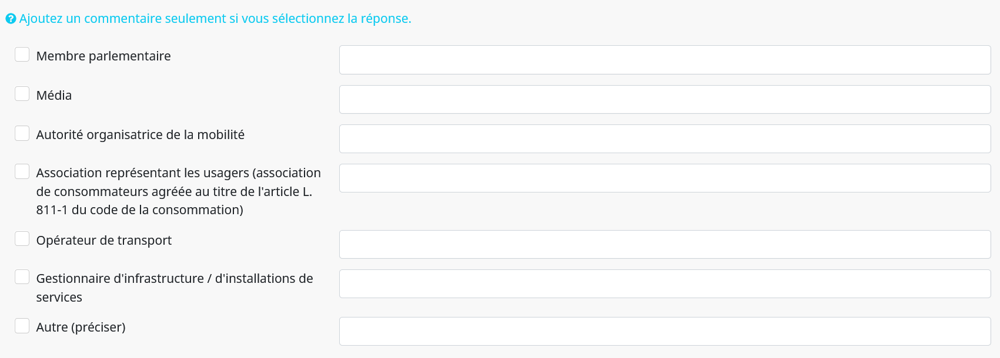 Ajoutez un commentaire seulement si vous sélectionnez la réponse.
Membre parlementaire
Média
Autorité organisatrice de la mobilité
Association représentant les usagers (association
de consommateurs agréée au titre de l'article L.
811-1 du code de la consommation)
Opérateur de transport
Gestionnaire d'infrastructure / d'installations de
services
Autre (préciser)